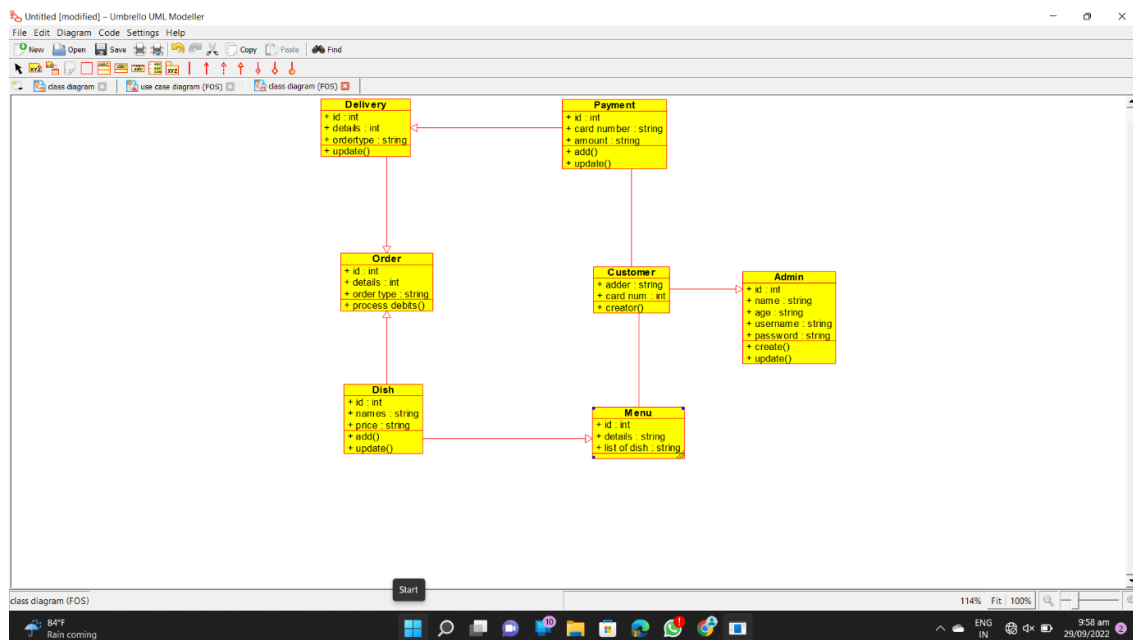 Untitled [modified] – Umbrello UML Modeller
File Edit Diagram Code Settings Help
New Open Save Copy Paste Find
class diagram use case diagram (FOS) class diagram (FOS)
Delivery
+ id : int
+ details : int
+ ordertype : string
+ update()
Payment
+ id : int
+ card number : string
+ amount : string
+ add()
+ update()
Order
+ id : int
+ details : int
+ order type : string
+ process debits()
Customer
+ adder : string
+ card num : int
+ creator()
Admin
+ id : int
+ name : string
+ age : string
+ username : string
+ password : string
+ create()
+ update()
Dish
+ id : int
+ names : string
+ price : string
+ add()
+ update()
Menu
+ id : int
+ details : string
+ list of dish : string
Start
class diagram (FOS)
114% Fit 100%
84°F
Rain coming
10
1
ENG
IN
9:58 am
29/09/2022
2